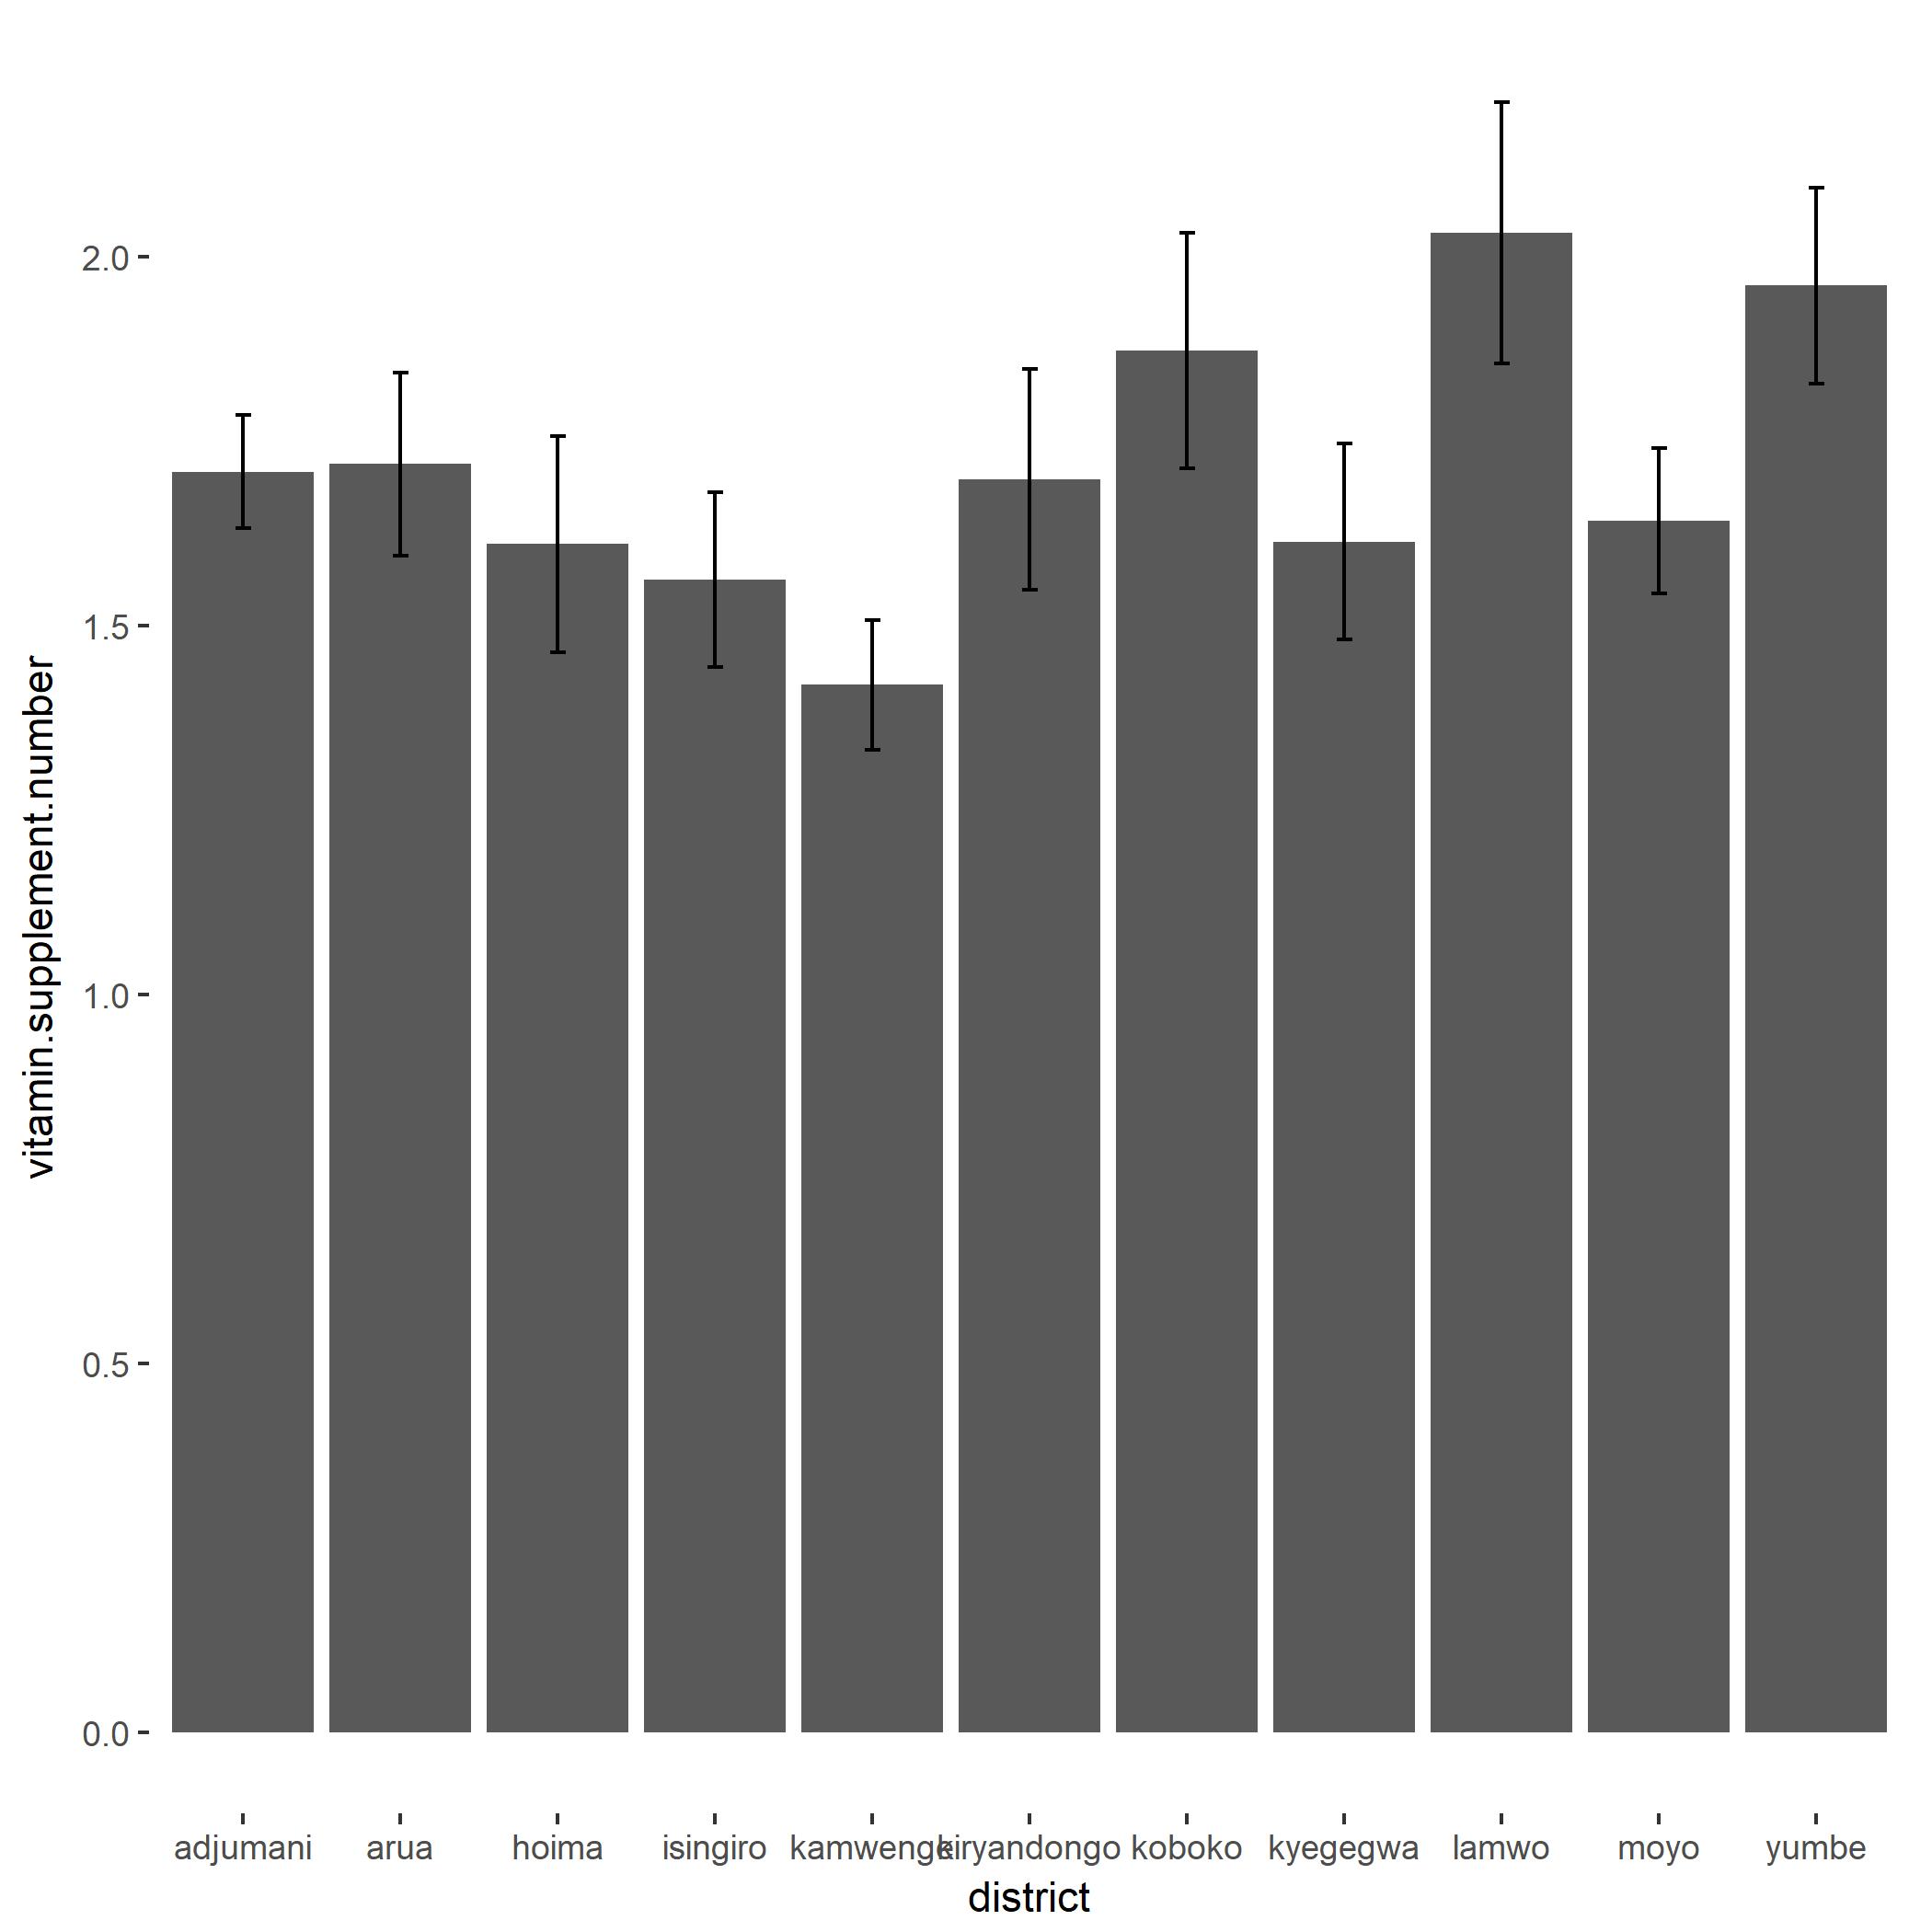 vitamin.supplement.number
2.0
1.5
1.0
0.5
0.0
adjumani arua hoima isingiro kamwenge kiryandongo koboko kyegegwa lamwo moyo yumbe
district